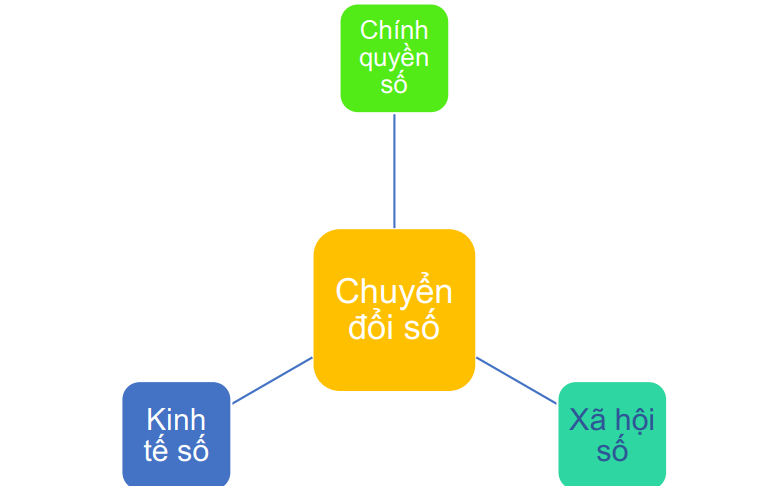 Chính
quyền
số
Chuyển
đổi số
Kinh
tế số
Xã hội
số